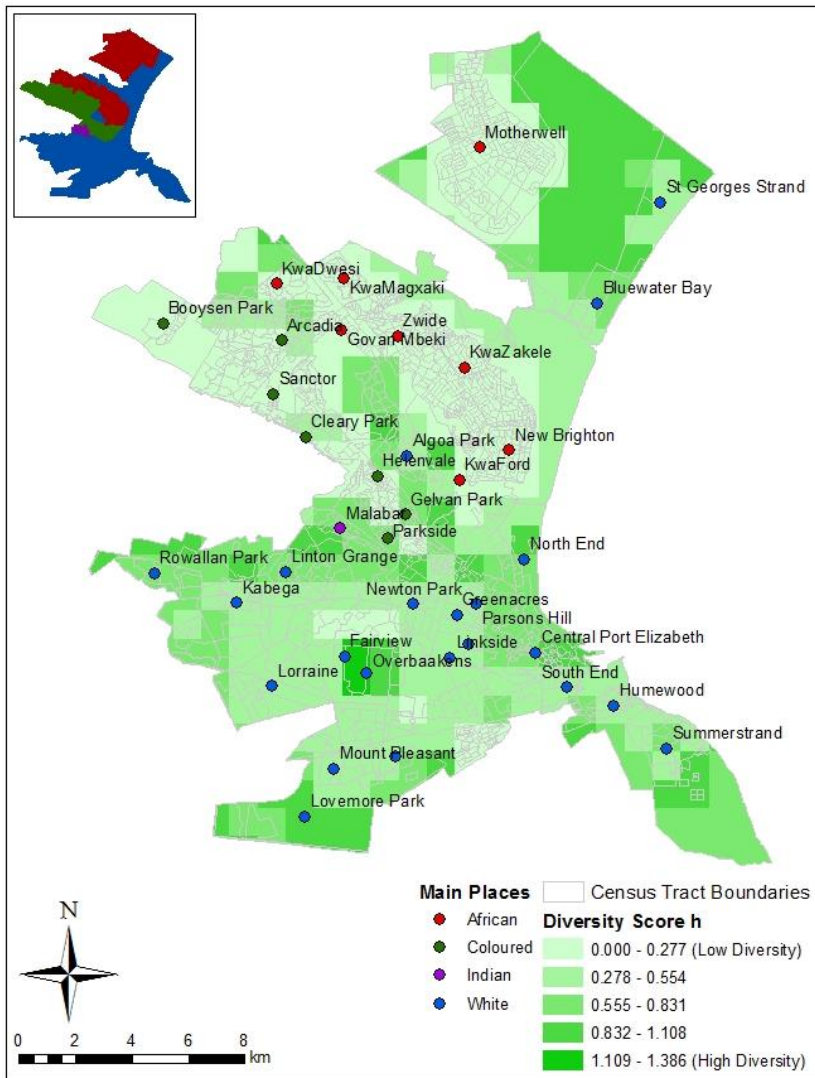 Motherwell
St Georges Strand
KwaDwesi
KwaMagxaki
Bluewater Bay
Booysen Park
Arcadia
Zwide
Govan Mbeki
KwaZakele
Sanctor
Cleary Park
Algoa Park
New Brighton
Helenvale
KwaFord
Gelvan Park
Malabar
Parkside
North End
Rowallan Park
Linton Grange
Kabega
Newton Park
Greenacres
Parsons Hill
Fairview
Linkside
Central Port Elizabeth
Lorraine
Overbaakens
South End
Humewood
Summerstrand
Mount Pleasant
Lovemore Park
Main Places
African
Coloured
Indian
White
Census Tract Boundaries
Diversity Score h
0.000 - 0.277 (Low Diversity)
0.278 - 0.554
0.555 - 0.831
0.832 - 1.108
1.109 - 1.386 (High Diversity)
N
0 2 4 6 8
km